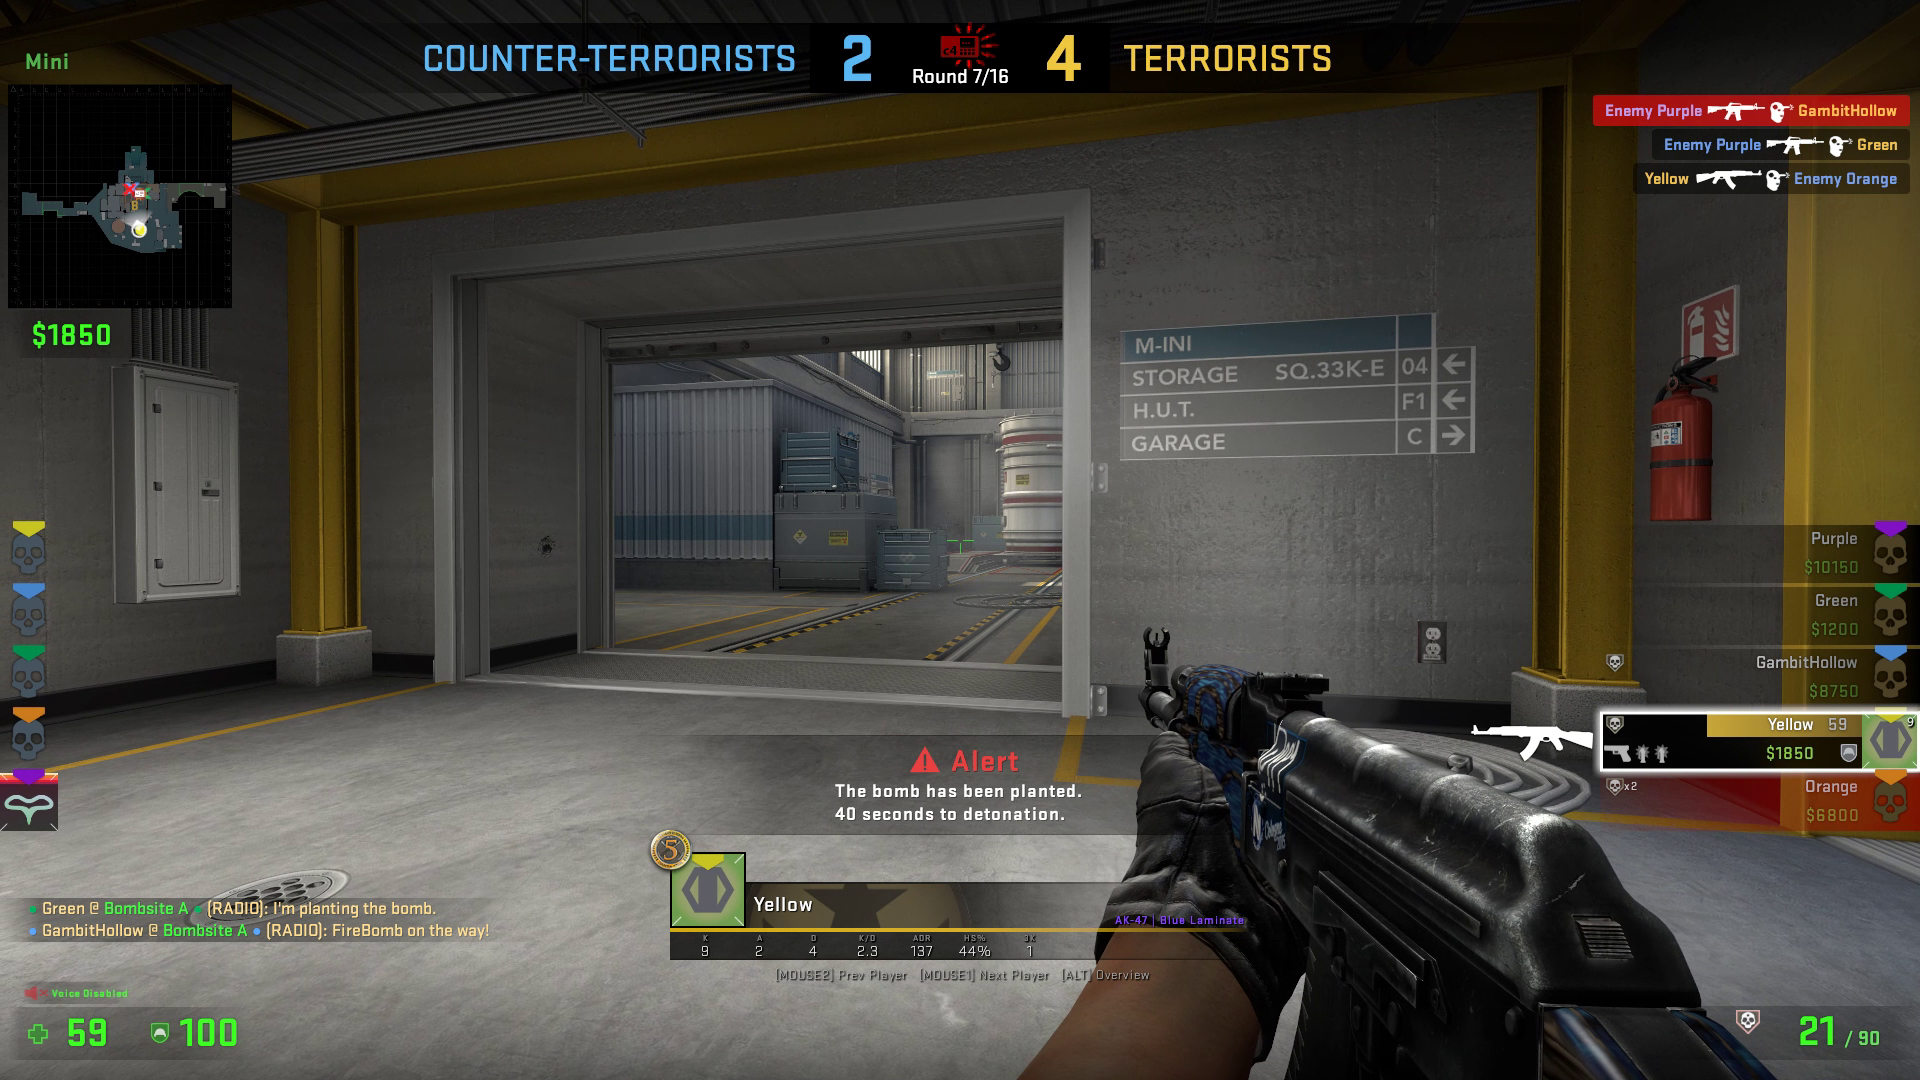 COUNTER-TERRORISTS 2 4 TERRORISTS
Round 7/16
Mini
Enemy Purple GambitHollow
Enemy Purple Green
Yellow Enemy Orange
$1850
M-INI
STORAGE SQ.33K-E 04
H.U.T. F1
GARAGE C
Purple
$10150
Green
$1200
GambitHollow
$8750
Yellow 59 9
$1850
x2 Orange
$6800
Alert
The bomb has been planted.
40 seconds to detonation.
5
Yellow
AK-47 | Blue Laminate
K A D K/D ADR HS% 3K
9 2 4 2.3 137 44% 1
[MOUSE2] Prev Player [MOUSE1] Next Player [ALT] Overview
Green @ Bombsite A • (RADIO): I'm planting the bomb.
GambitHollow @ Bombsite A • (RADIO): FireBomb on the way!
Voice Disabled
59 100
21 / 90